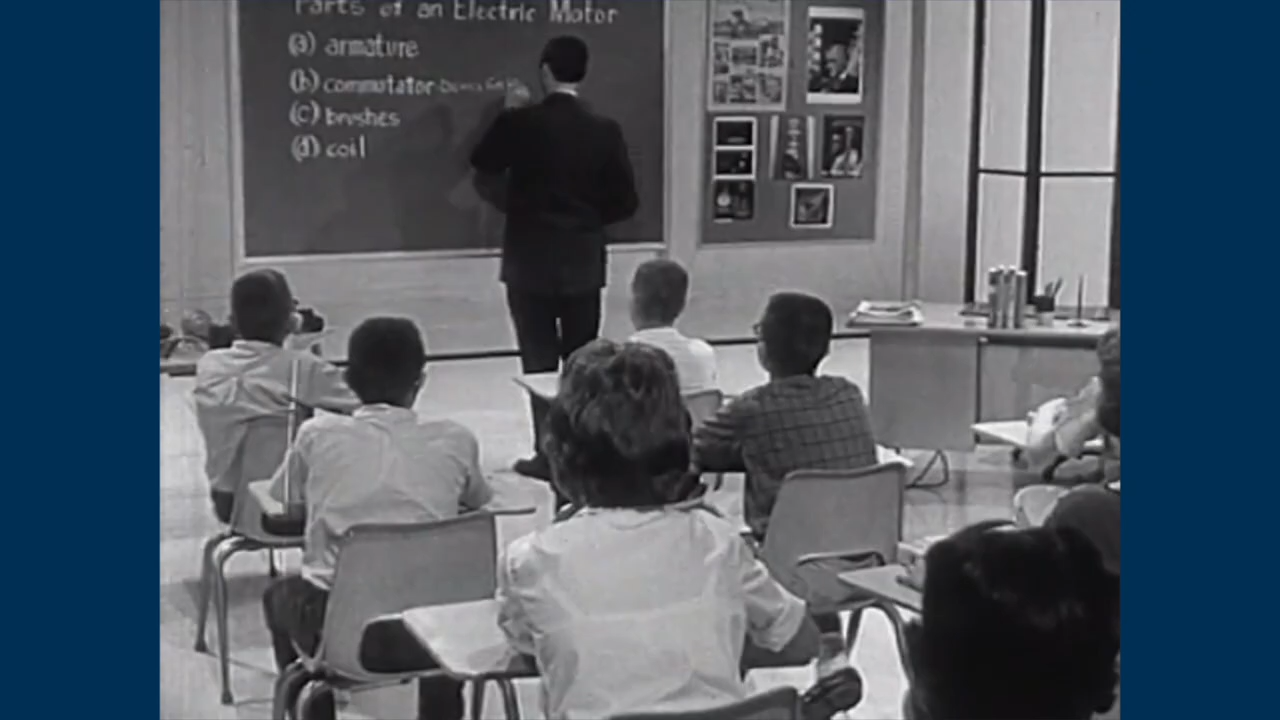 Parts of an Electric Motor
(a) armature
(b) commutator
(c) brushes
(d) coil